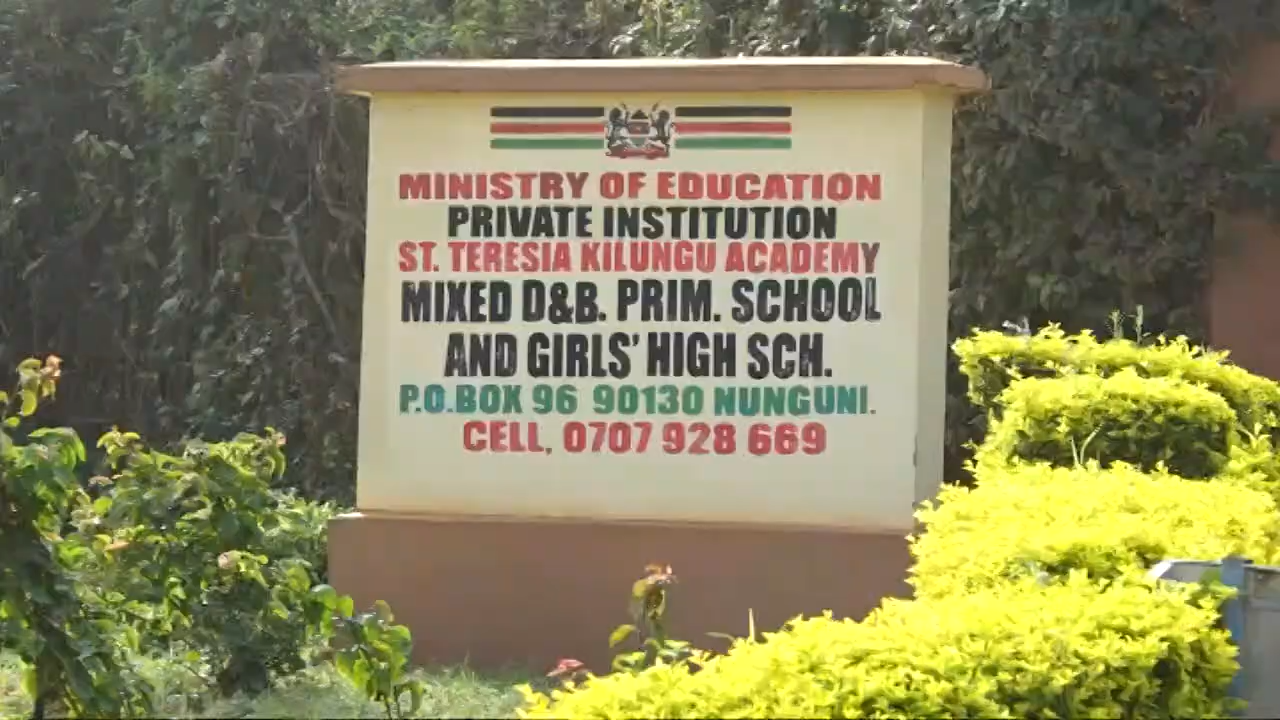 MINISTRY OF EDUCATION
PRIVATE INSTITUTION
ST. TERESIA KILUNGU ACADEMY
MIXED D&B. PRIM. SCHOOL
AND GIRLS' HIGH SCH.
P.O.BOX 96 90130 NUNGUNI.
CELL, 0707 928 669